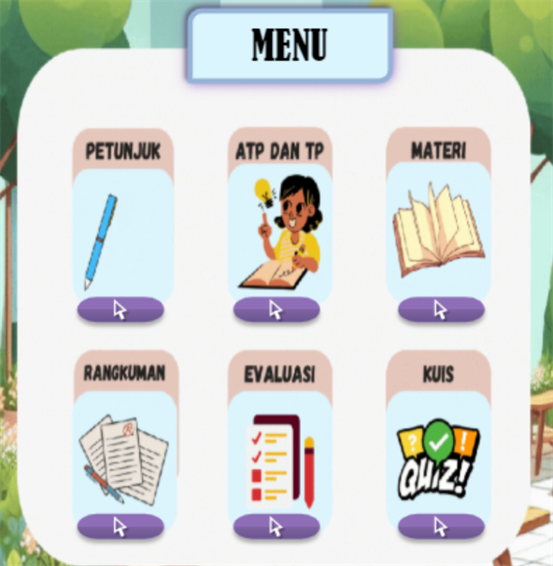 MENU
PETUNJUK
ATP DAN TP
MATERI
RANGKUMAN
EVALUASI
KUIS
QUIZ!